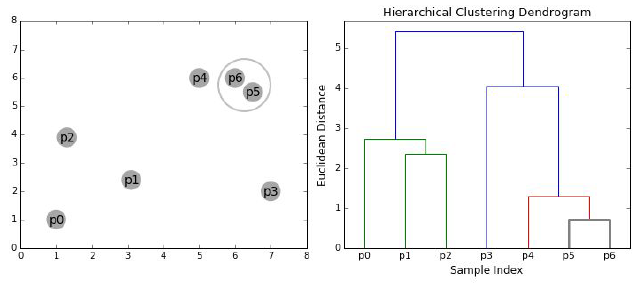 Hierarchical Clustering Dendrogram
8
7
6
5
4
3
2
1
0
p4
p6
p5
p2
p1
p3
p0
0 1 2 3 4 5 6 7 8
Euclidean Distance
5
4
3
2
1
0
p0 p1 p2 p3 p4 p5 p6
Sample Index